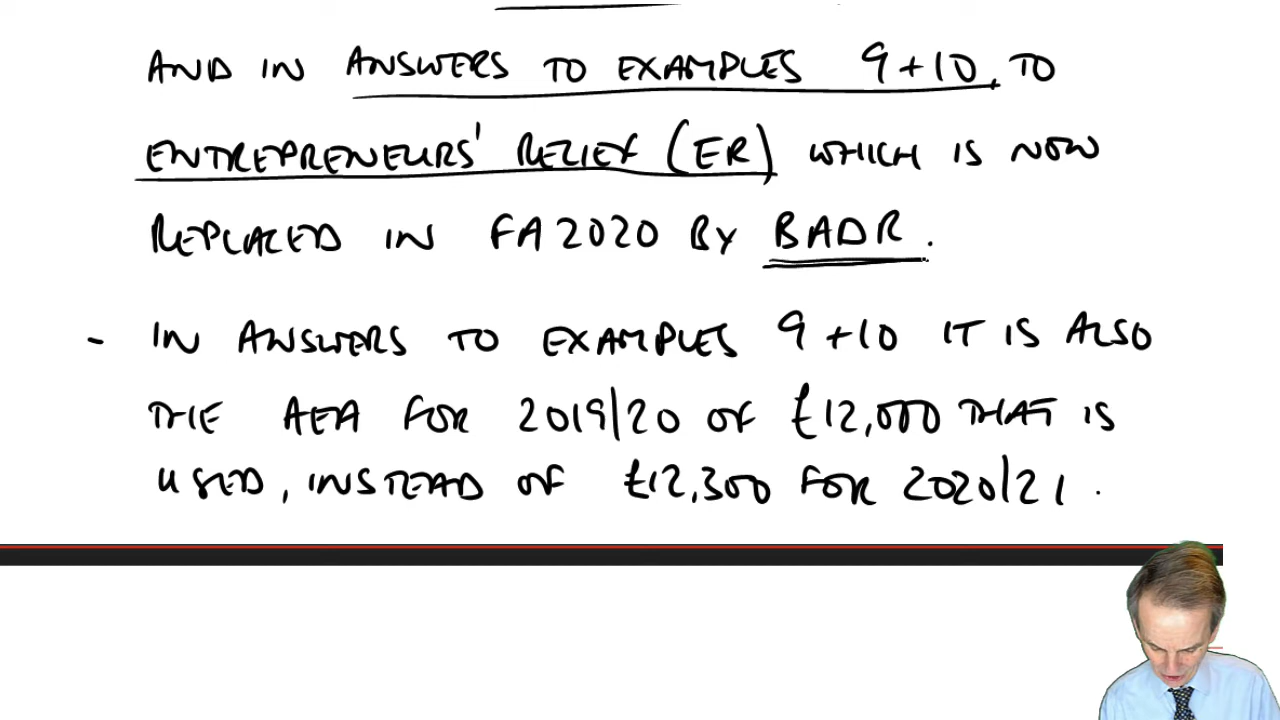 AND IN ANSWERS TO EXAMPLES 9+10, TO
ENTREPRENEURS' RELIEF (ER) WHICH IS NOW
REPLACED IN FA2020 BY BADR.
- IN ANSWERS TO EXAMPLES 9+10 IT IS ALSO
THE AEA FOR 2019/20 OF £12,000 THAT IS
USED, INSTEAD OF £12,300 FOR 2020/21.